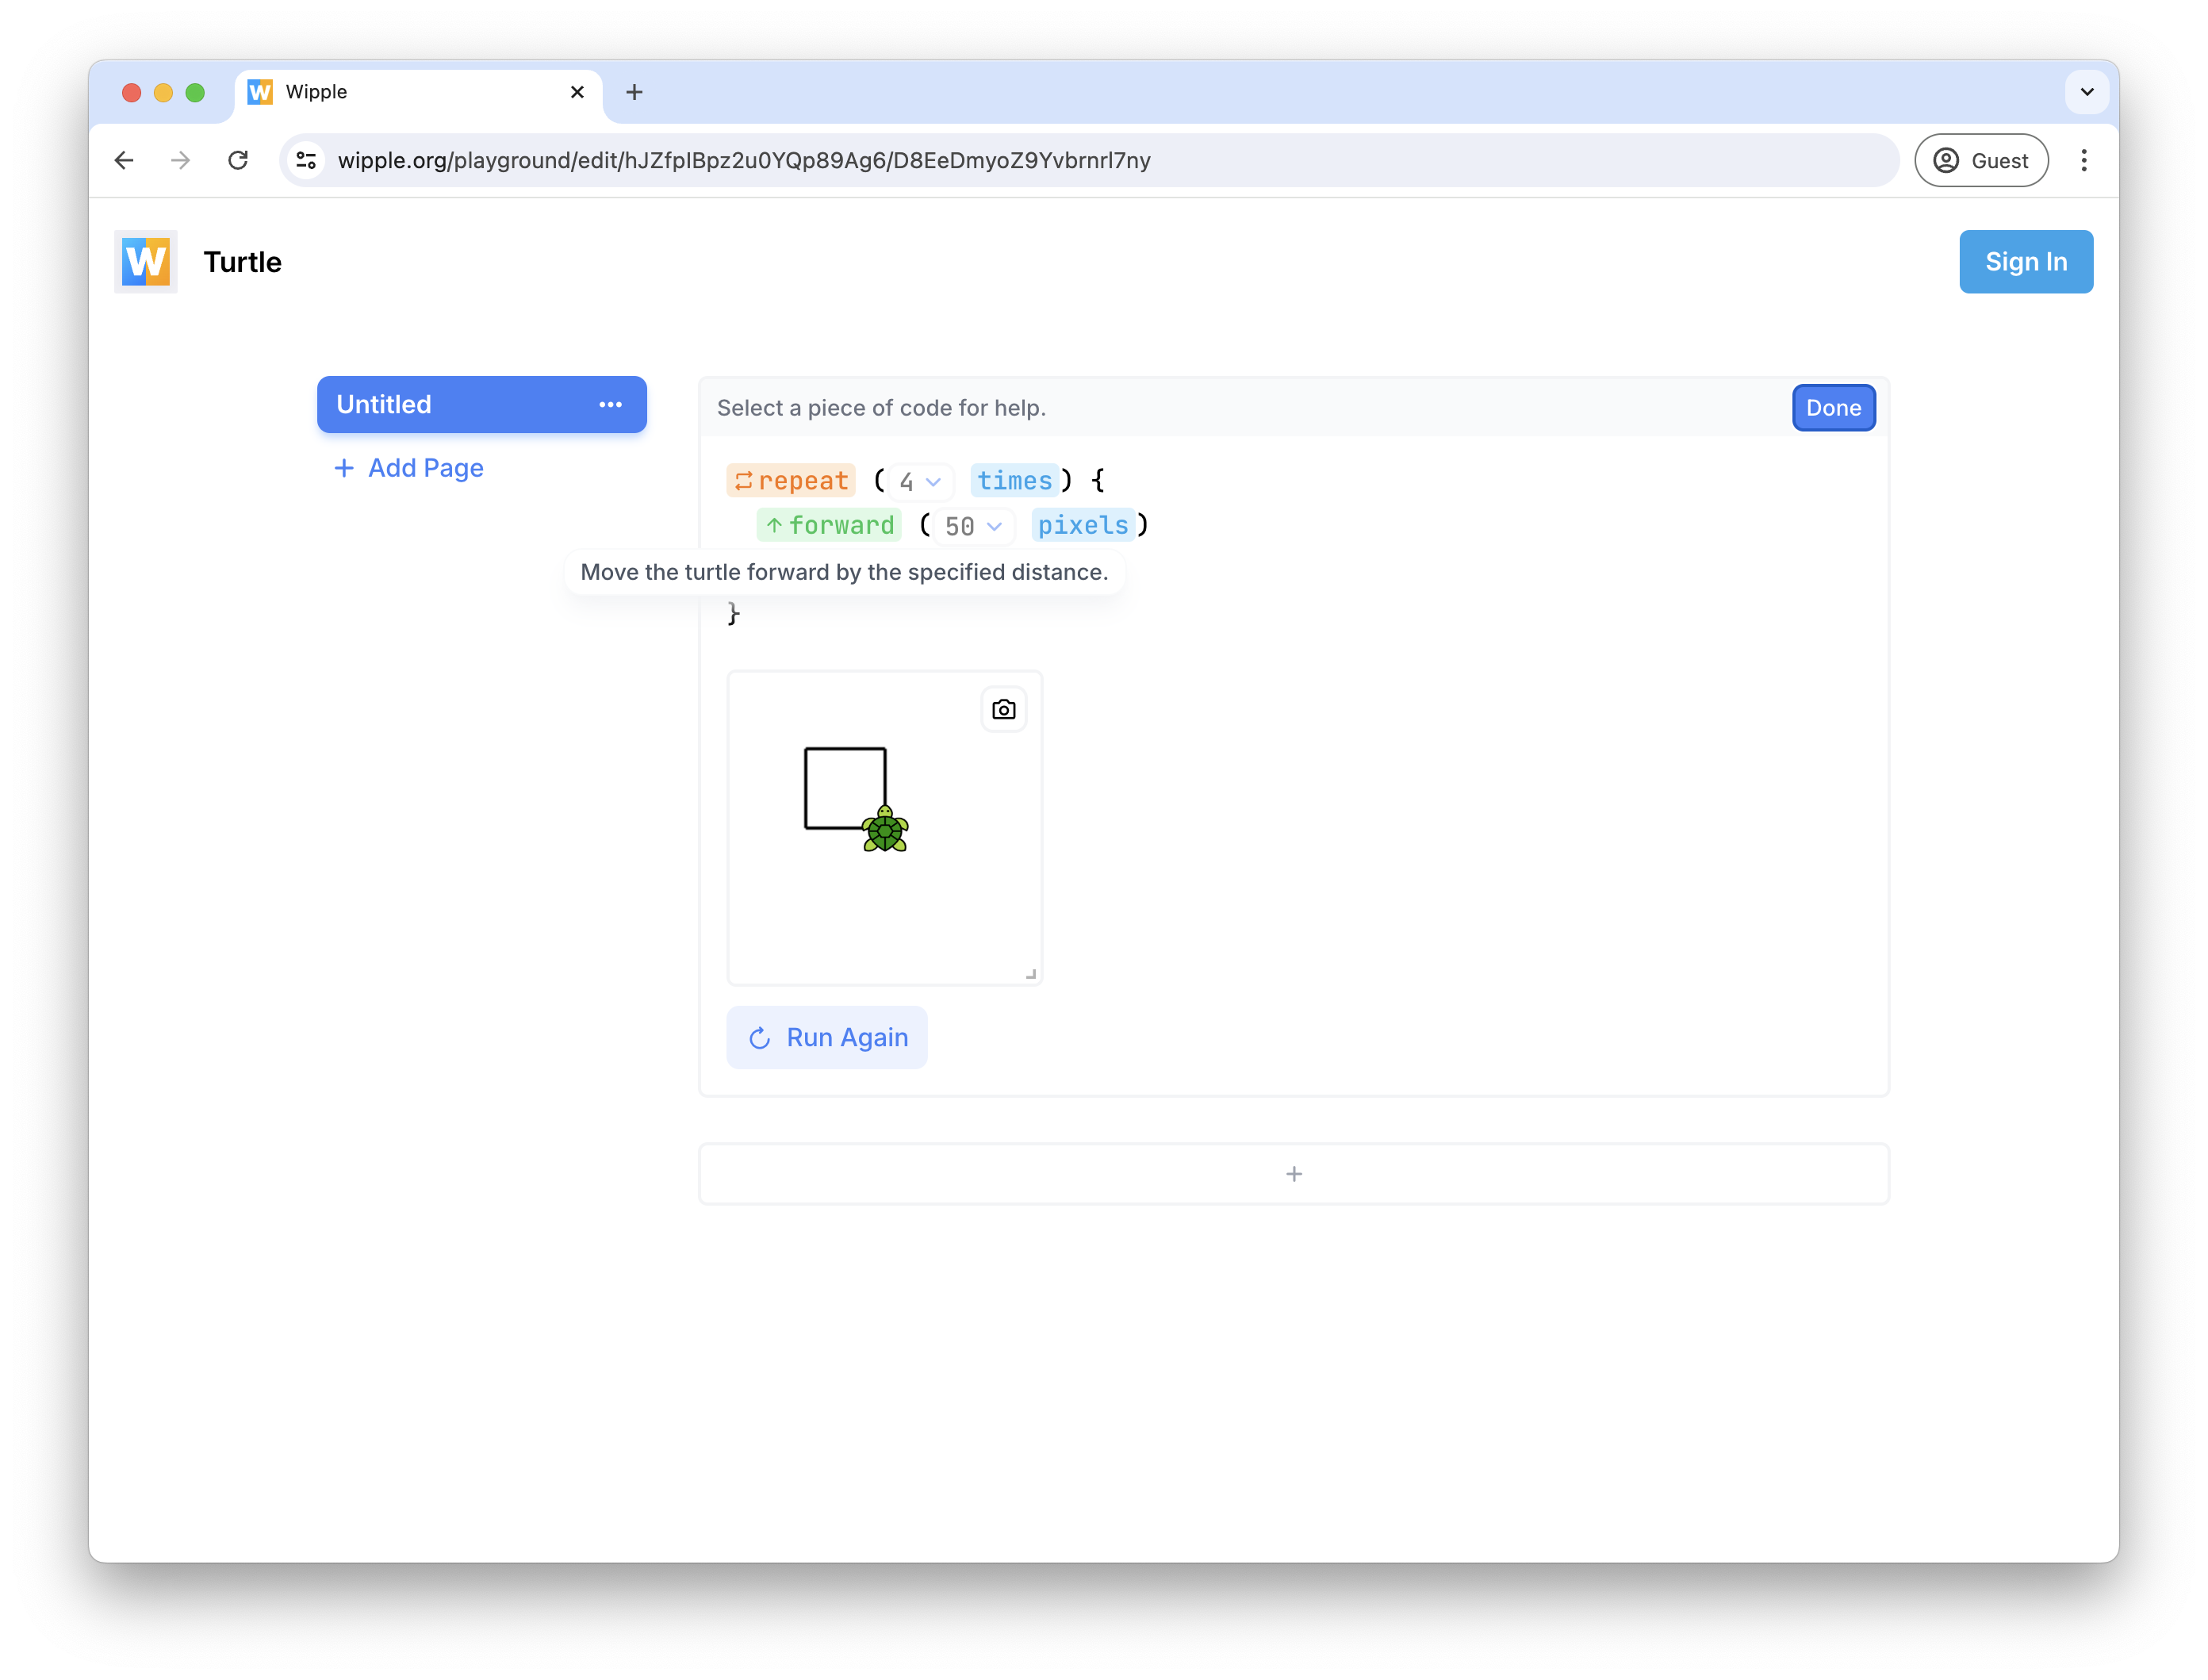 Wipple
wipple.org/playground/edit/hJZfpIBpz2u0YQp89Ag6/D8EeDmyoZ9Yvbrnrl7ny
Guest
W Turtle
Sign In
Untitled
+ Add Page
Select a piece of code for help.
Done
repeat (4 times) {
forward (50 pixels)
Move the turtle forward by the specified distance.
}
Run Again
+